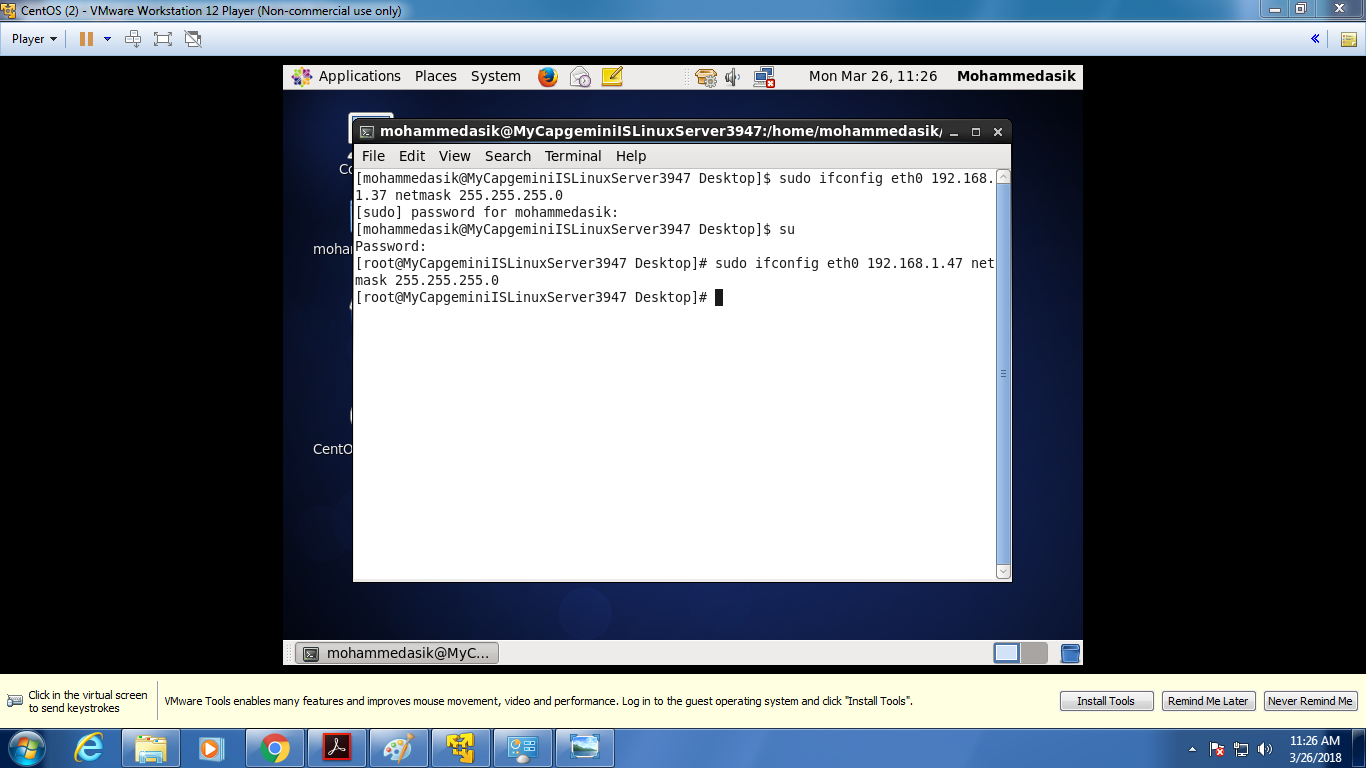 CentOS (2) - VMware Workstation 12 Player (Non-commercial use only)
Player
Applications Places System Mon Mar 26, 11:26 Mohammedasik
mohammedasik@MyCapgeminiISLinuxServer3947:/home/mohammedasik/
File Edit View Search Terminal Help
[mohammedasik@MyCapgeminiISLinuxServer3947 Desktop]$ sudo ifconfig eth0 192.168.
1.37 netmask 255.255.255.0
[sudo] password for mohammedasik:
[mohammedasik@MyCapgeminiISLinuxServer3947 Desktop]$ su
Password:
[root@MyCapgeminiISLinuxServer3947 Desktop]# sudo ifconfig eth0 192.168.1.47 net
mask 255.255.255.0
[root@MyCapgeminiISLinuxServer3947 Desktop]#
Co
moha
CentO
mohammedasik@MyC...
Click in the virtual screen
to send keystrokes
VMware Tools enables many features and improves mouse movement, video and performance. Log in to the guest operating system and click "Install Tools".
Install Tools Remind Me Later Never Remind Me
11:26 AM
3/26/2018